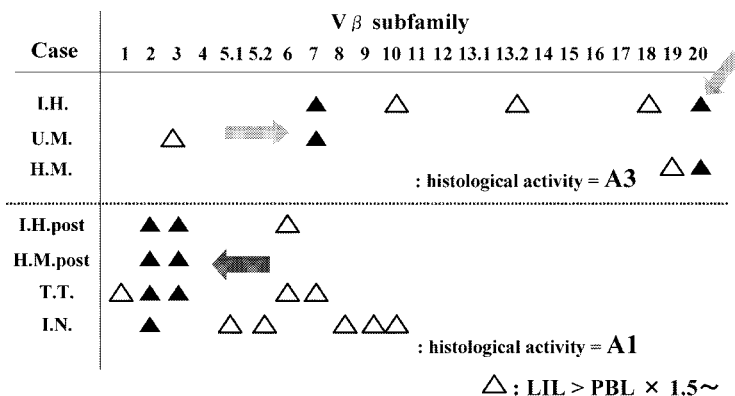 Vβ subfamily
Case 1 2 3 4 5.1 5.2 6 7 8 9 10 11 12 13.1 13.2 14 15 16 17 18 19 20
I.H.
U.M.
H.M.
: histological activity = A3
I.H.post
H.M.post
T.T.
I.N.
: histological activity = A1
△ : LIL > PBL × 1.5～